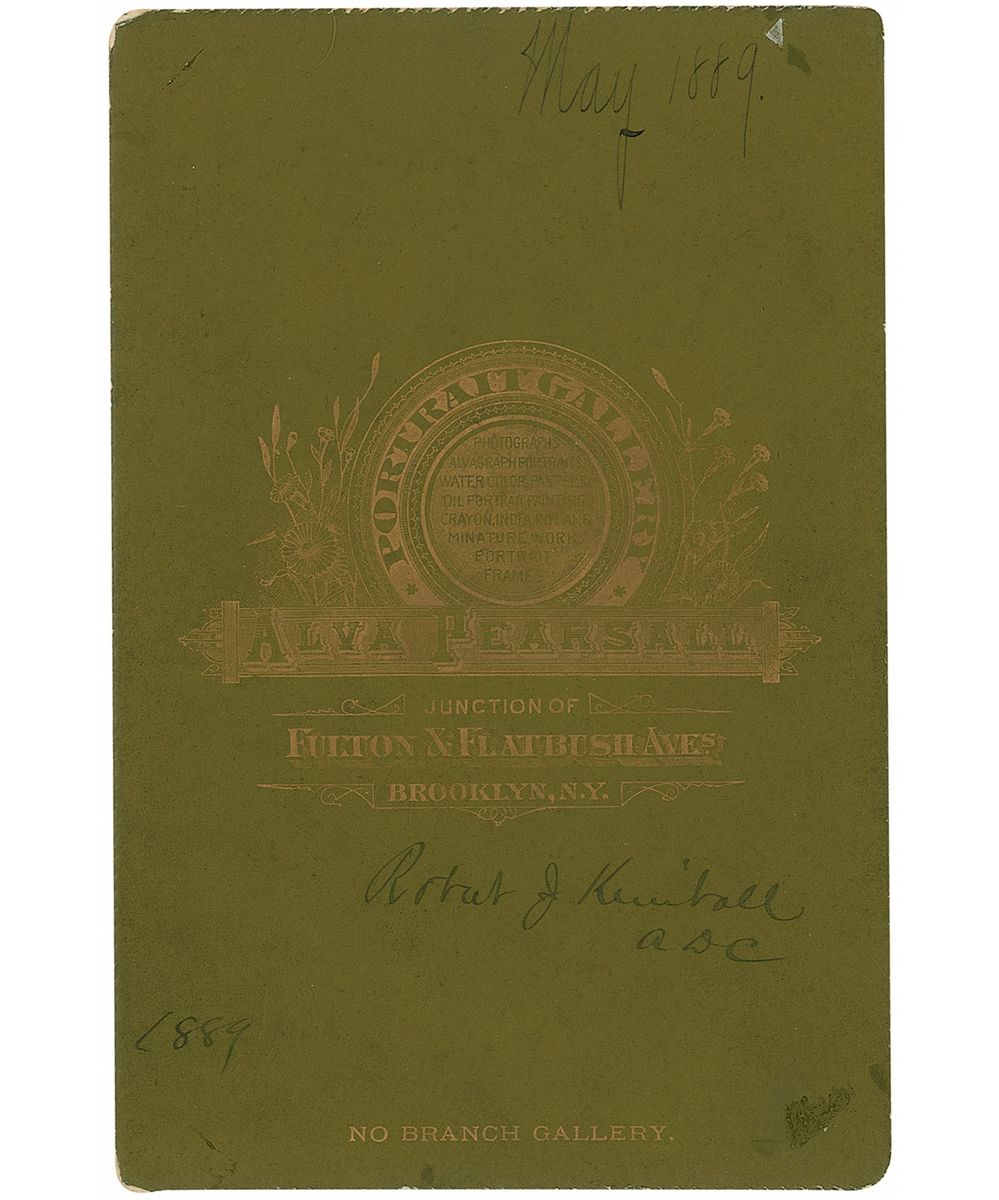 May 1889.
PORTRAIT GALLERY
PHOTOGRAPHS
ALVAGRAPH PORTRAITS
WATER COLOR, PASTEL &
OIL PORTRAIT PAINTING
CRAYON, INDIA INK AND
MINATURE WORK
PORTRAIT
FRAMES
ALVA PEARSALL
JUNCTION OF
FULTON & FLATBUSH AVES.
BROOKLYN, N.Y.
Robert J Kimball
A D C
1889
NO BRANCH GALLERY.